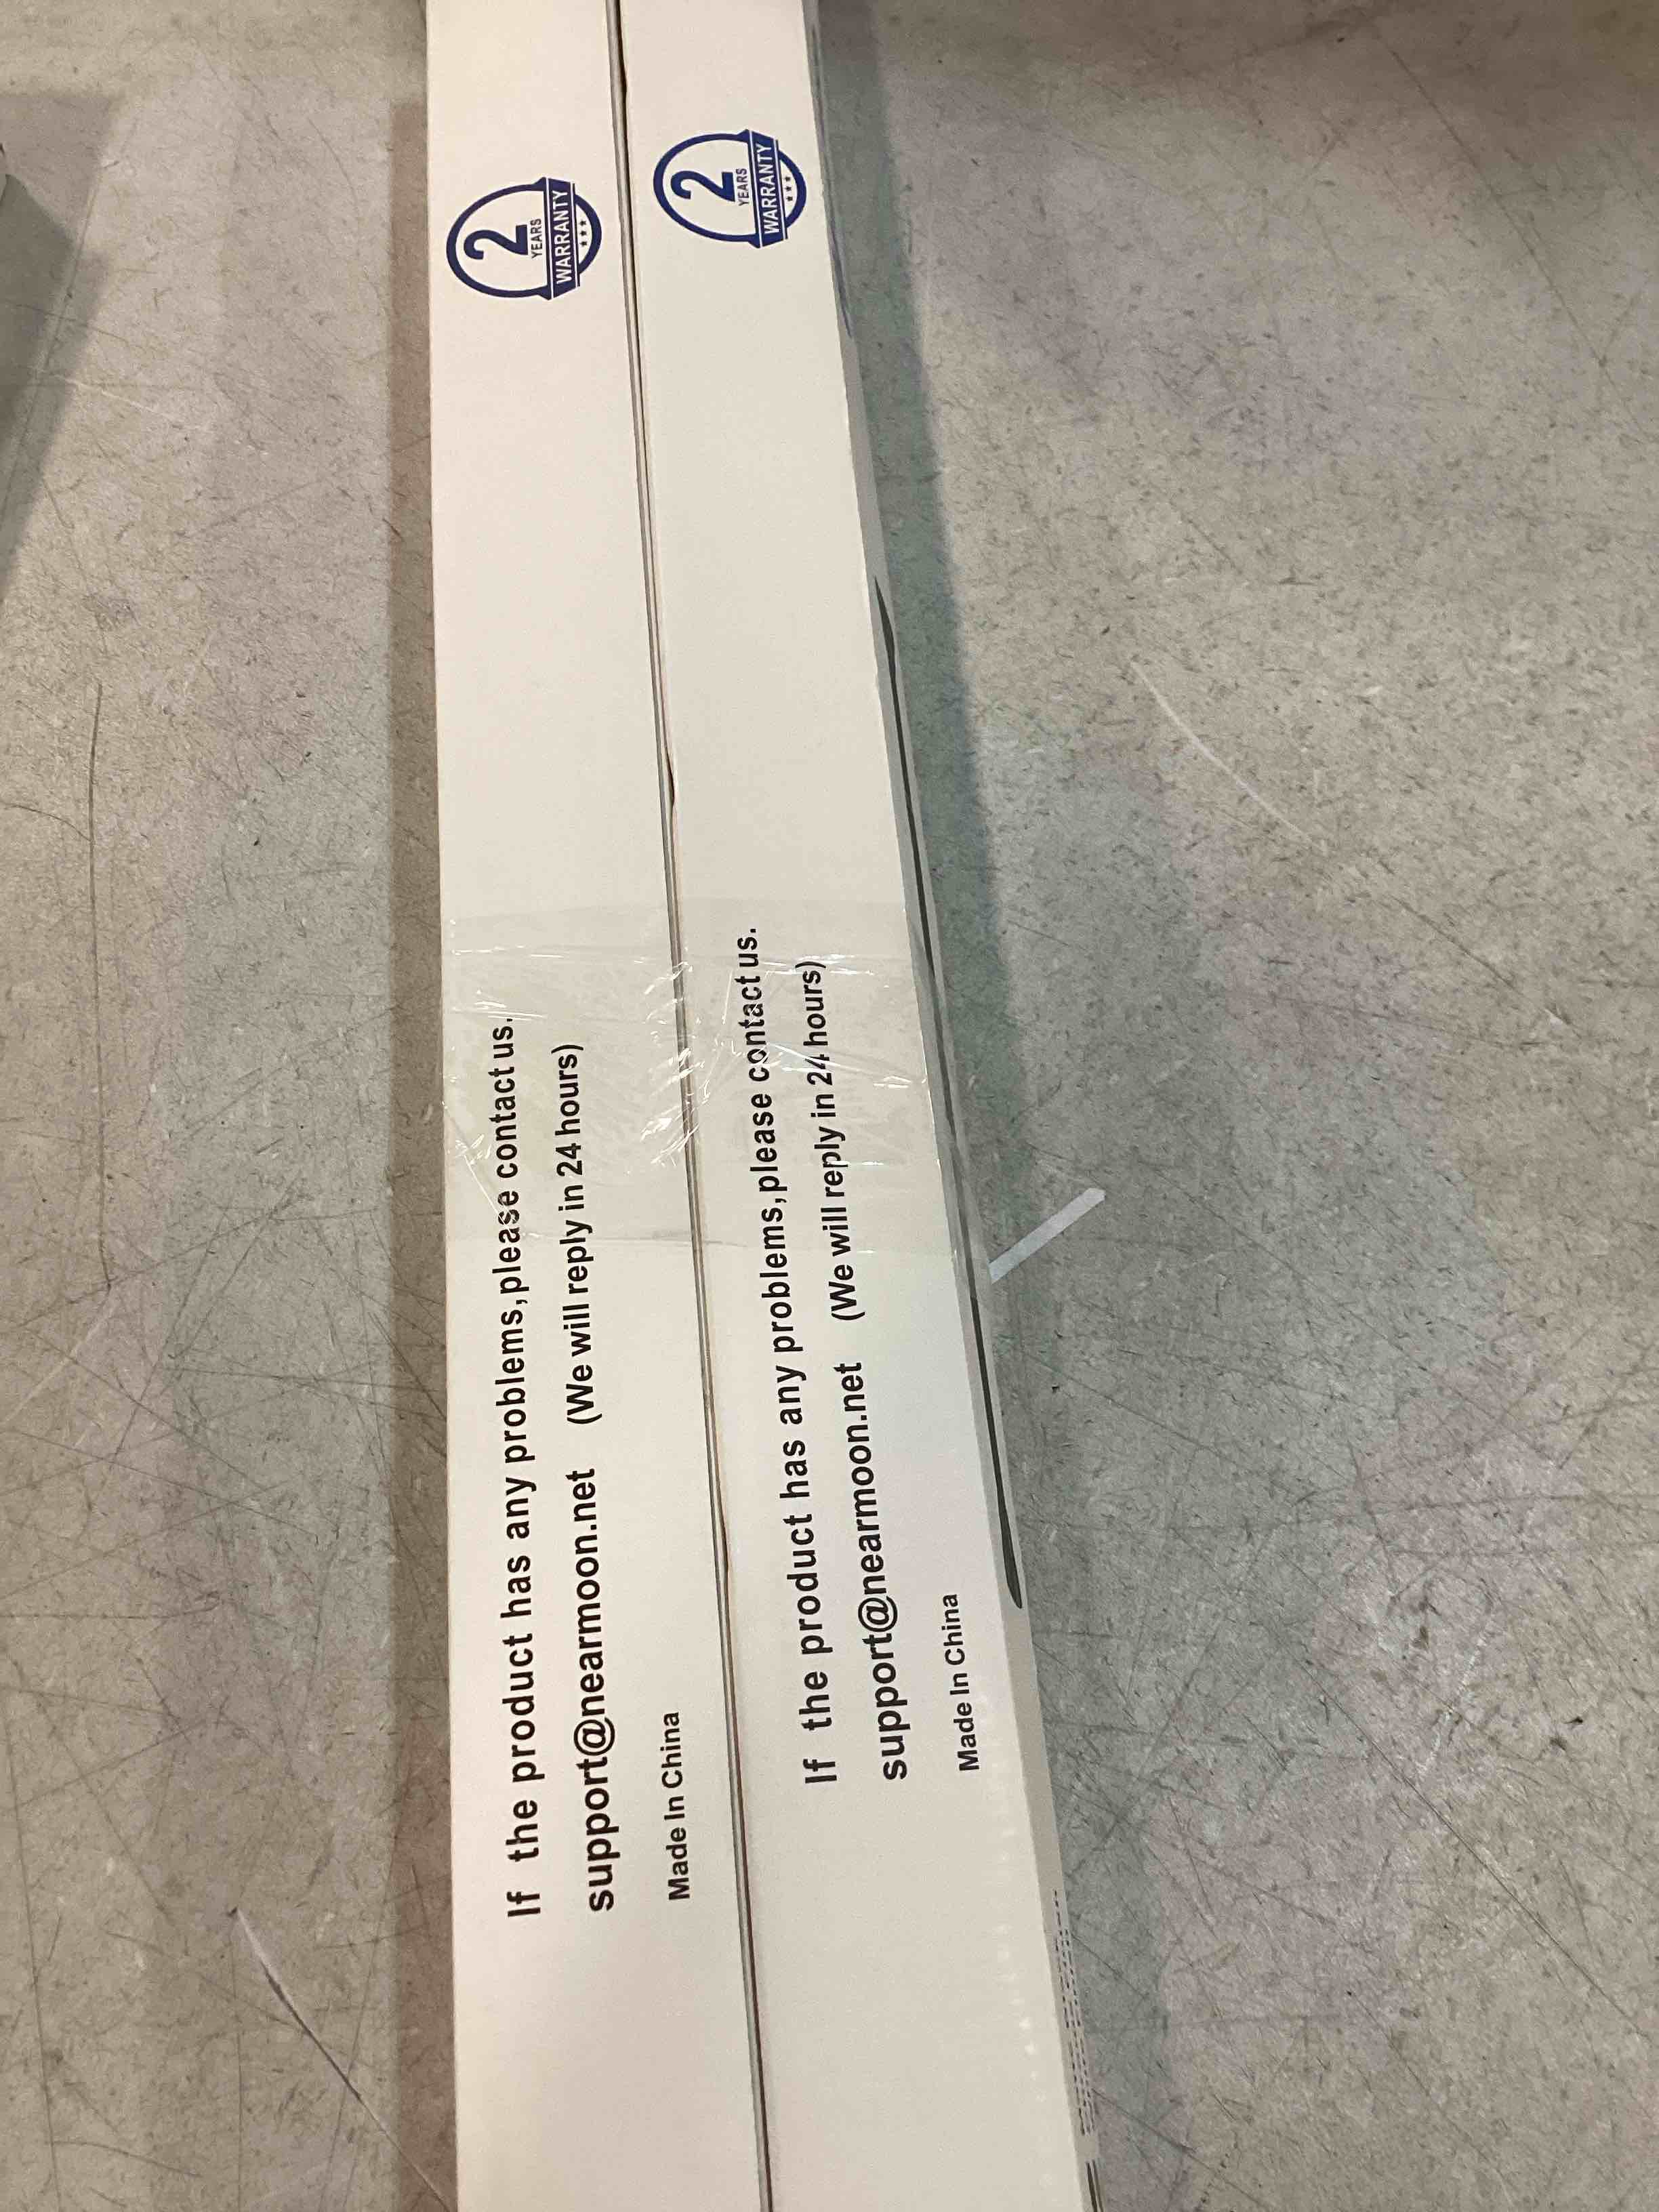 If the product has any problems,please contact us.
support@nearmoon.net (We will reply in 24 hours)
Made In China
2
YEARS
WARRANTY
If the product has any problems,please contact us.
support@nearmoon.net (We will reply in 24 hours)
Made In China
2
YEARS
WARRANTY